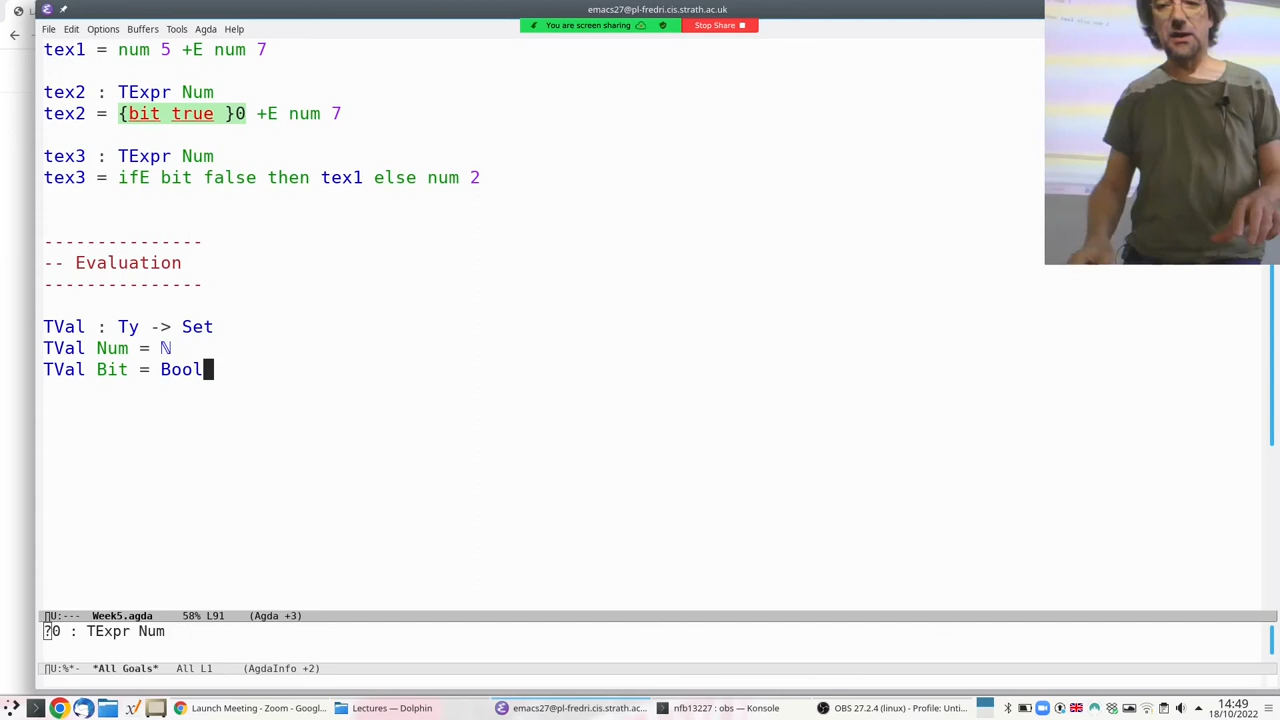 emacs27@pl-fredri.cis.strath.ac.uk
File Edit Options Buffers Tools Agda Help
You are screen sharing Stop Share
tex1 = num 5 +E num 7
tex2 : TExpr Num
tex2 = {bit true }0 +E num 7
tex3 : TExpr Num
tex3 = ifE bit false then tex1 else num 2
---------------
-- Evaluation
---------------
TVal : Ty -> Set
TVal Num = ℕ
TVal Bit = Bool
U:--- Week5.agda 58% L91 (Agda +3)
?0 : TExpr Num
U:%*- *All Goals* All L1 (AgdaInfo +2)
Launch Meeting - Zoom - Googl... Lectures — Dolphin emacs27@pl-fredri.cis.strath.ac... nfb13227 : obs — Konsole OBS 27.2.4 (linux) - Profile: Unti... 14:49
18/10/2022